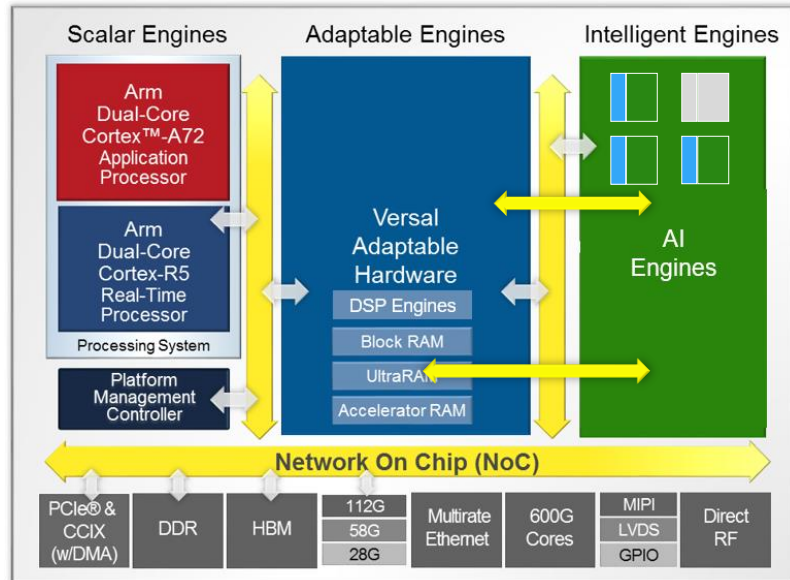 Scalar Engines
Adaptable Engines
Intelligent Engines
Arm
Dual-Core
Cortex™-A72
Application
Processor
Arm
Dual-Core
Cortex-R5
Real-Time
Processor
Processing System
Platform
Management
Controller
Versal
Adaptable
Hardware
DSP Engines
Block RAM
UltraRAM
Accelerator RAM
AI
Engines
Network On Chip (NoC)
PCIe® &
CCIX
(w/DMA)
DDR
HBM
112G
58G
28G
Multirate
Ethernet
600G
Cores
MIPI
LVDS
GPIO
Direct
RF